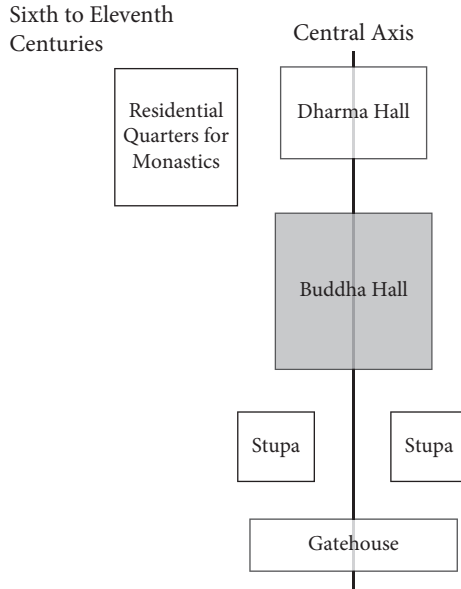 Sixth to Eleventh
Centuries
Central Axis
Residential
Quarters for
Monastics
Dharma Hall
Buddha Hall
Stupa
Stupa
Gatehouse